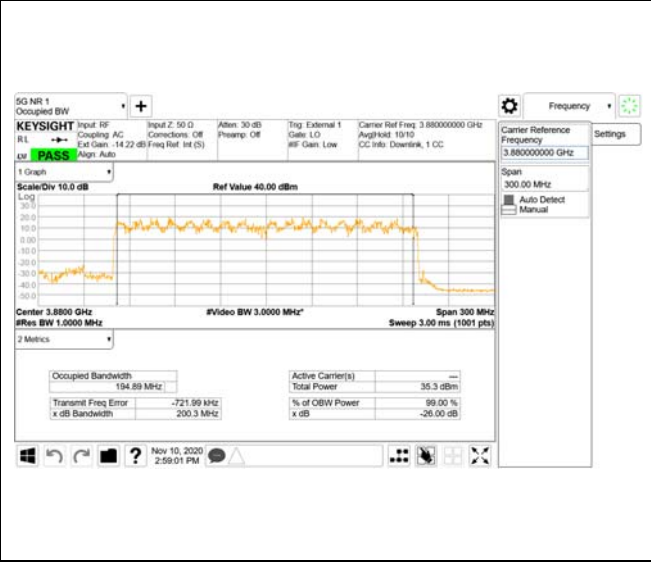 5G NR 1
Occupied BW
+
Frequency
KEYSIGHT
R L
PASS
Input: RF
Coupling: AC
Ext Gain: -14.22 dB
Align: Auto
Input Z: 50 Ω
Corrections: Off
Freq Ref: Int (S)
Atten: 30 dB
Preamp: Off
Trig: External 1
Gate: LO
#IF Gain: Low
Carrier Ref Freq: 3.880000000 GHz
Avg|Hold: 10/10
CC Info: Downlink, 1 CC
Carrier Reference
Frequency
3.880000000 GHz
Settings
Span
300.00 MHz
Auto Detect
Manual
1 Graph
Scale/Div 10.0 dB
Ref Value 40.00 dBm
Log
30.0
20.0
10.0
0.00
-10.0
-20.0
-30.0
-40.0
-50.0
Center 3.8800 GHz
#Video BW 3.0000 MHz*
Span 300 MHz
#Res BW 1.0000 MHz
Sweep 3.00 ms (1001 pts)
2 Metrics
Occupied Bandwidth
194.89 MHz
Active Carrier(s)
—
Total Power
35.3 dBm
Transmit Freq Error
-721.99 kHz
% of OBW Power
99.00 %
x dB Bandwidth
200.3 MHz
x dB
-26.00 dB
?
Nov 10, 2020
2:59:01 PM